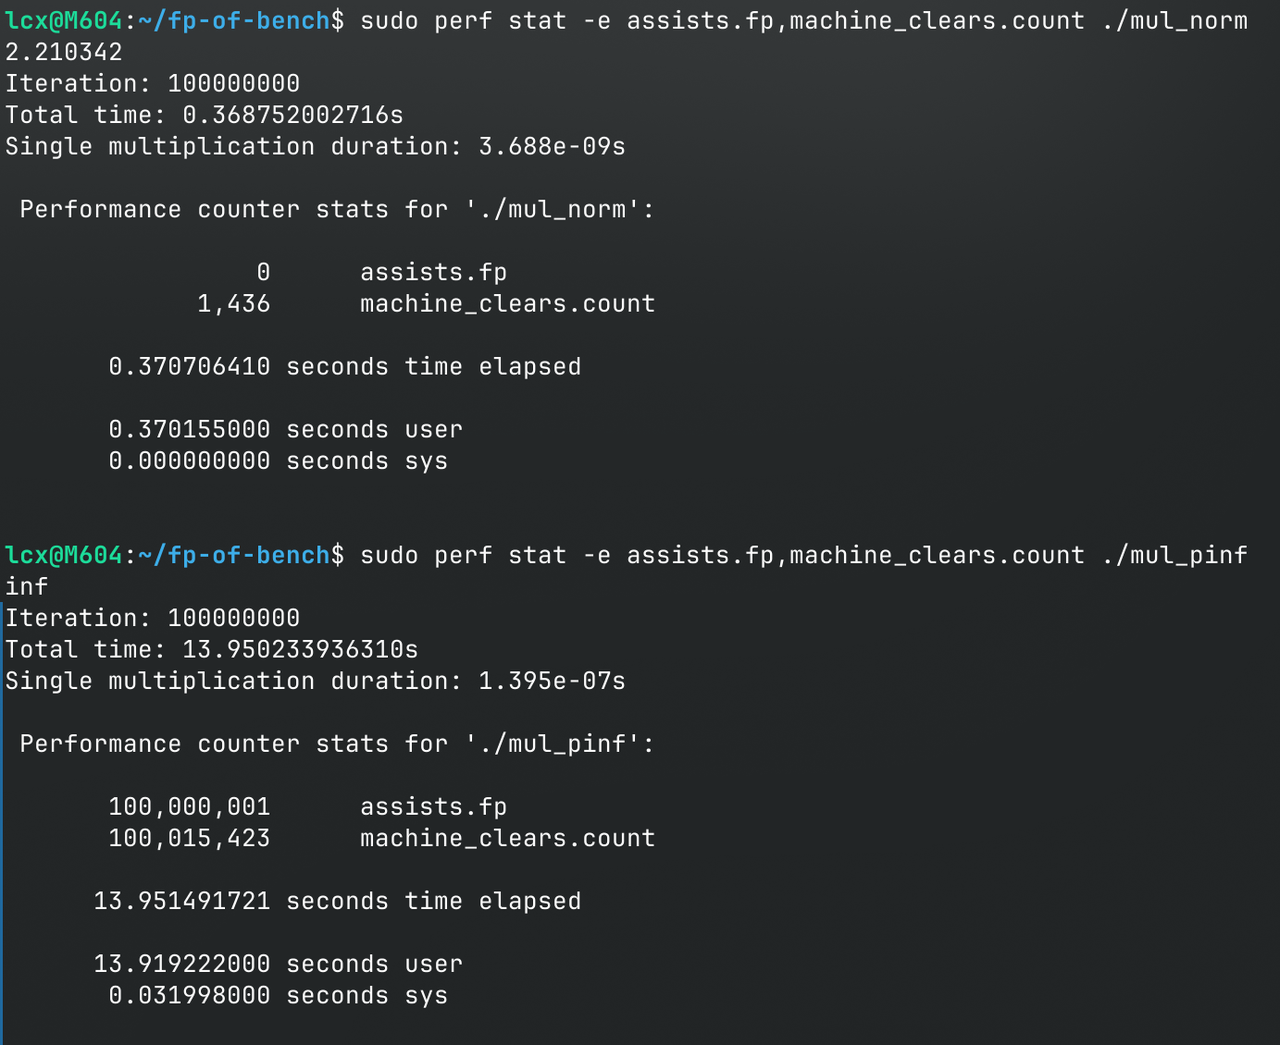 lcx@M604:~/fp-of-bench$ sudo perf stat -e assists.fp,machine_clears.count ./mul_norm
2.210342
Iteration: 100000000
Total time: 0.368752002716s
Single multiplication duration: 3.688e-09s
Performance counter stats for './mul_norm':
0 assists.fp
1,436 machine_clears.count
0.370706410 seconds time elapsed
0.370155000 seconds user
0.000000000 seconds sys
lcx@M604:~/fp-of-bench$ sudo perf stat -e assists.fp,machine_clears.count ./mul_pinf
inf
Iteration: 100000000
Total time: 13.950233936310s
Single multiplication duration: 1.395e-07s
Performance counter stats for './mul_pinf':
100,000,001 assists.fp
100,015,423 machine_clears.count
13.951491721 seconds time elapsed
13.919222000 seconds user
0.031998000 seconds sys